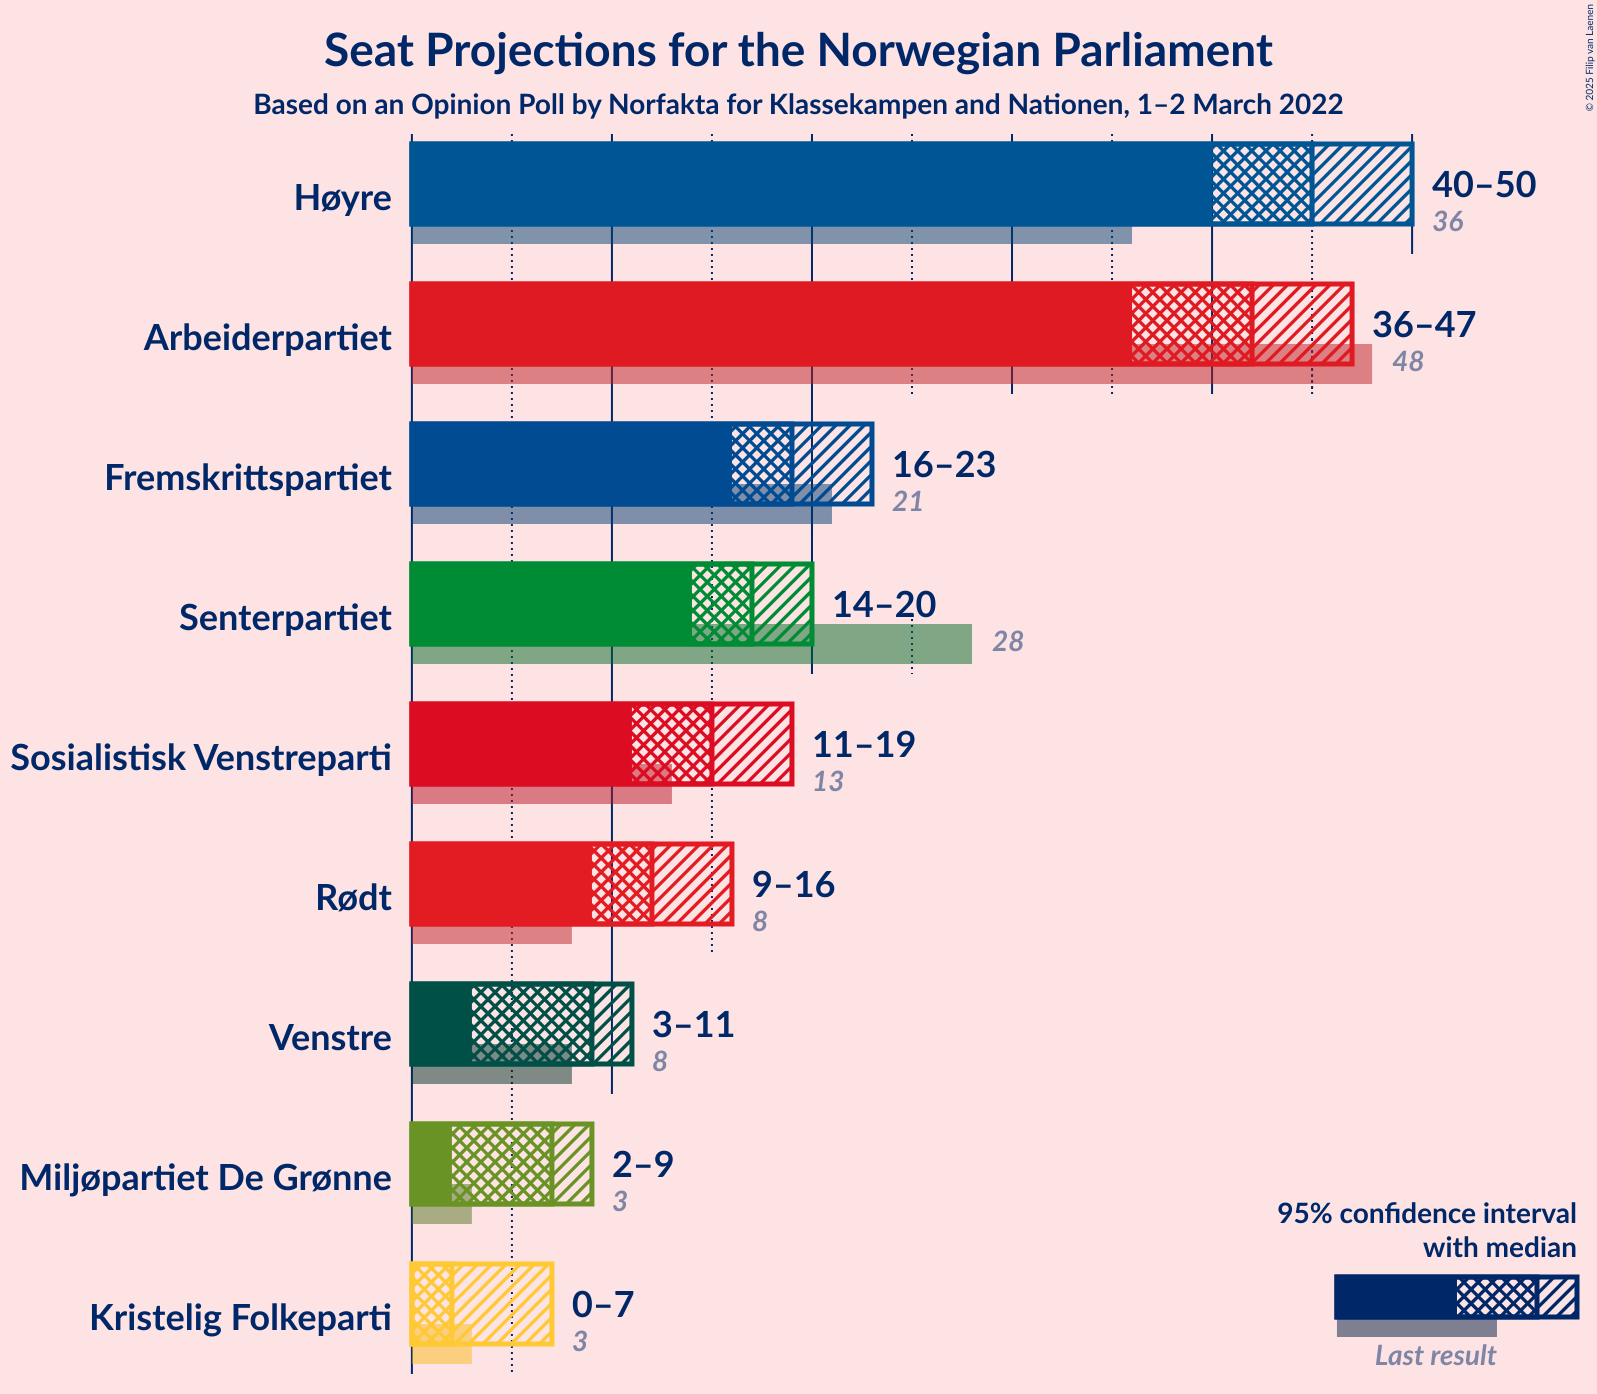 Seat Projections for the Norwegian Parliament
Based on an Opinion Poll by Norfakta for Klassekampen and Nationen, 1–2 March 2022
© 2025 Filip van Laenen
Høyre
40–50
36
Arbeiderpartiet
36–47
48
Fremskrittspartiet
16–23
21
Senterpartiet
14–20
28
Sosialistisk Venstreparti
11–19
13
Rødt
9–16
8
Venstre
3–11
8
Miljøpartiet De Grønne
2–9
3
Kristelig Folkeparti
0–7
3
95% confidence interval
with median
Last result